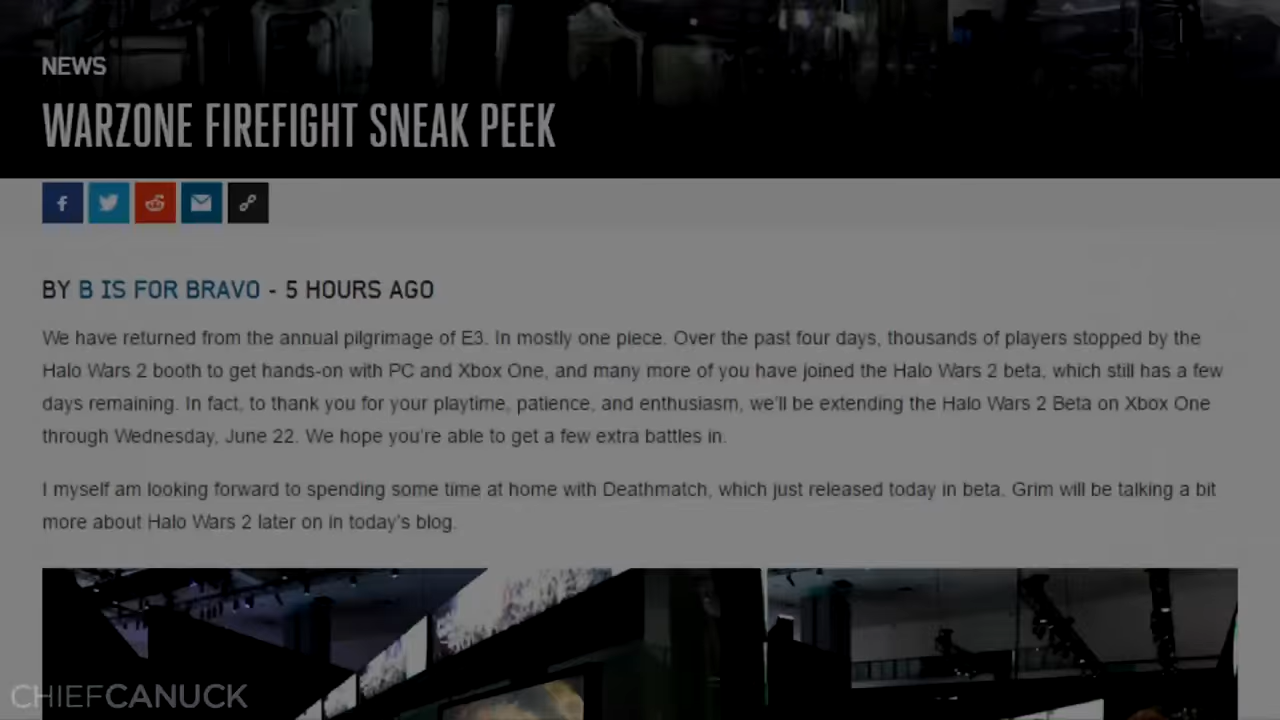 NEWS
WARZONE FIREFIGHT SNEAK PEEK
BY B IS FOR BRAVO - 5 HOURS AGO
We have returned from the annual pilgrimage of E3. In mostly one piece. Over the past four days, thousands of players stopped by the
Halo Wars 2 booth to get hands-on with PC and Xbox One, and many more of you have joined the Halo Wars 2 beta, which still has a few
days remaining. In fact, to thank you for your playtime, patience, and enthusiasm, we'll be extending the Halo Wars 2 Beta on Xbox One
through Wednesday, June 22. We hope you're able to get a few extra battles in.
I myself am looking forward to spending some time at home with Deathmatch, which just released today in beta. Grim will be talking a bit
more about Halo Wars 2 later on in today's blog.
CHIEFCANUCK